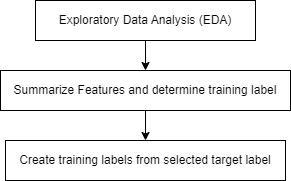 Exploratory Data Analysis (EDA)
Summarize Features and determine training label
Create training labels from selected target label